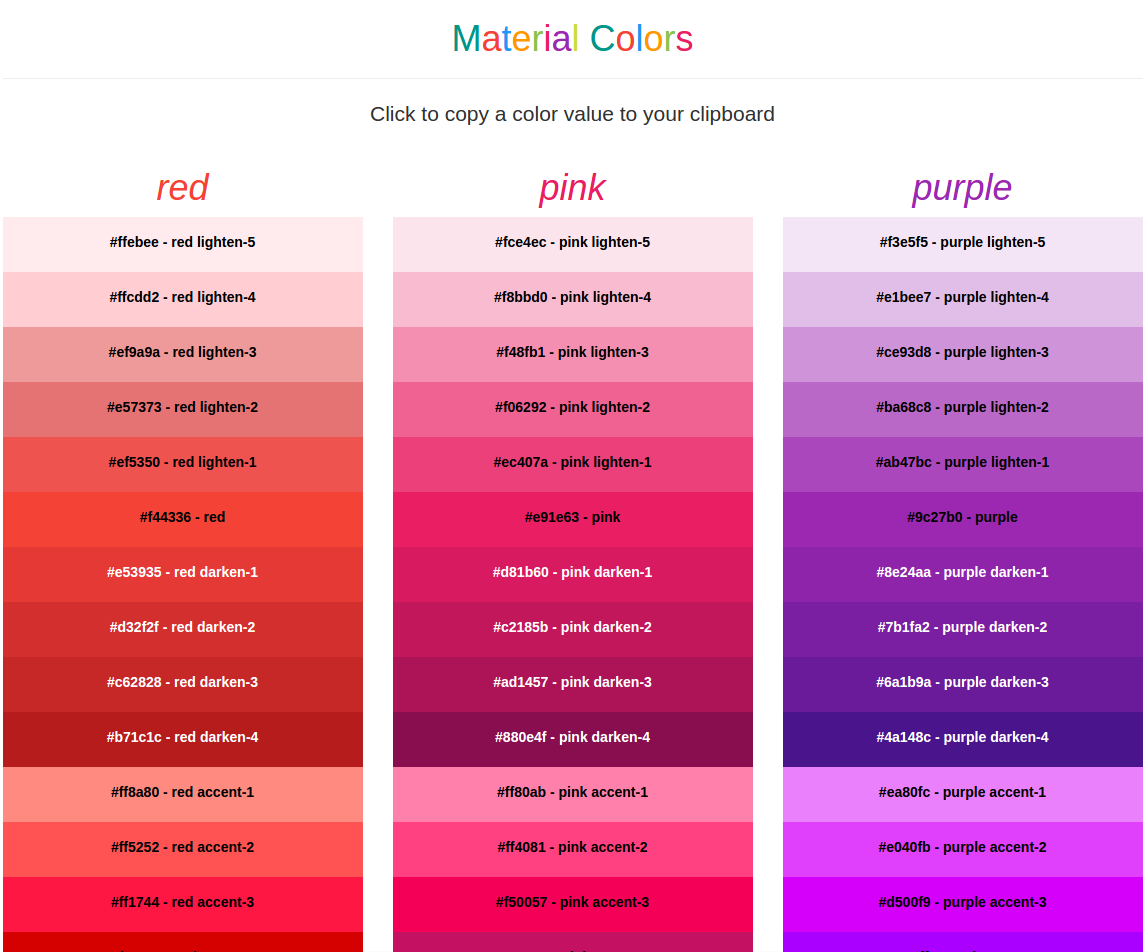 Material Colors
Click to copy a color value to your clipboard
red
#ffebee - red lighten-5
#ffcdd2 - red lighten-4
#ef9a9a - red lighten-3
#e57373 - red lighten-2
#ef5350 - red lighten-1
#f44336 - red
#e53935 - red darken-1
#d32f2f - red darken-2
#c62828 - red darken-3
#b71c1c - red darken-4
#ff8a80 - red accent-1
#ff5252 - red accent-2
#ff1744 - red accent-3
pink
#fce4ec - pink lighten-5
#f8bbd0 - pink lighten-4
#f48fb1 - pink lighten-3
#f06292 - pink lighten-2
#ec407a - pink lighten-1
#e91e63 - pink
#d81b60 - pink darken-1
#c2185b - pink darken-2
#ad1457 - pink darken-3
#880e4f - pink darken-4
#ff80ab - pink accent-1
#ff4081 - pink accent-2
#f50057 - pink accent-3
purple
#f3e5f5 - purple lighten-5
#e1bee7 - purple lighten-4
#ce93d8 - purple lighten-3
#ba68c8 - purple lighten-2
#ab47bc - purple lighten-1
#9c27b0 - purple
#8e24aa - purple darken-1
#7b1fa2 - purple darken-2
#6a1b9a - purple darken-3
#4a148c - purple darken-4
#ea80fc - purple accent-1
#e040fb - purple accent-2
#d500f9 - purple accent-3